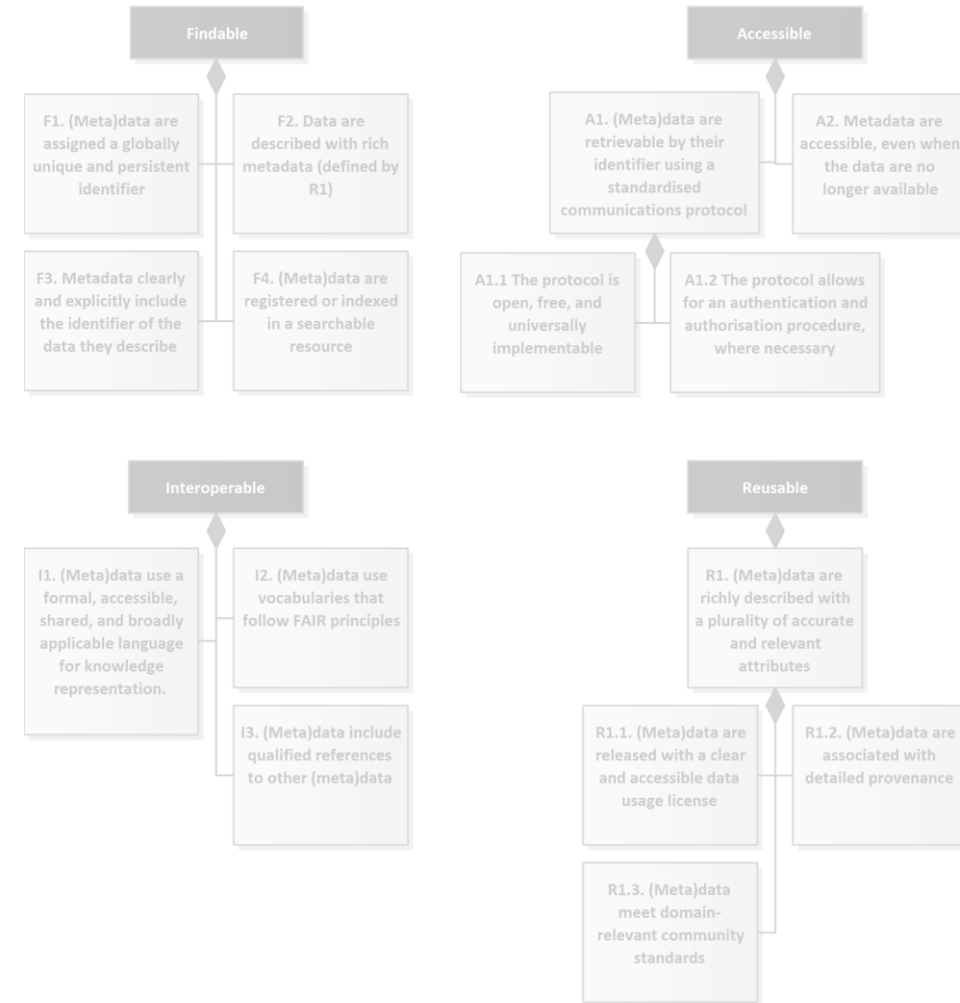 Findable
F1. (Meta)data are
assigned a globally
unique and persistent
identifier
F2. Data are
described with rich
metadata (defined by
R1)
F3. Metadata clearly
and explicitly include
the identifier of the
data they describe
F4. (Meta)data are
registered or indexed
in a searchable
resource
Accessible
A1. (Meta)data are
retrievable by their
identifier using a
standardised
communications protocol
A2. Metadata are
accessible, even when
the data are no
longer available
A1.1 The protocol is
open, free, and
universally
implementable
A1.2 The protocol allows
for an authentication and
authorisation procedure,
where necessary
Interoperable
I1. (Meta)data use a
formal, accessible,
shared, and broadly
applicable language
for knowledge
representation.
I2. (Meta)data use
vocabularies that
follow FAIR principles
I3. (Meta)data include
qualified references
to other (meta)data
Reusable
R1. (Meta)data are
richly described with
a plurality of accurate
and relevant
attributes
R1.1. (Meta)data are
released with a clear
and accessible data
usage license
R1.2. (Meta)data are
associated with
detailed provenance
R1.3. (Meta)data
meet domain-
relevant community
standards